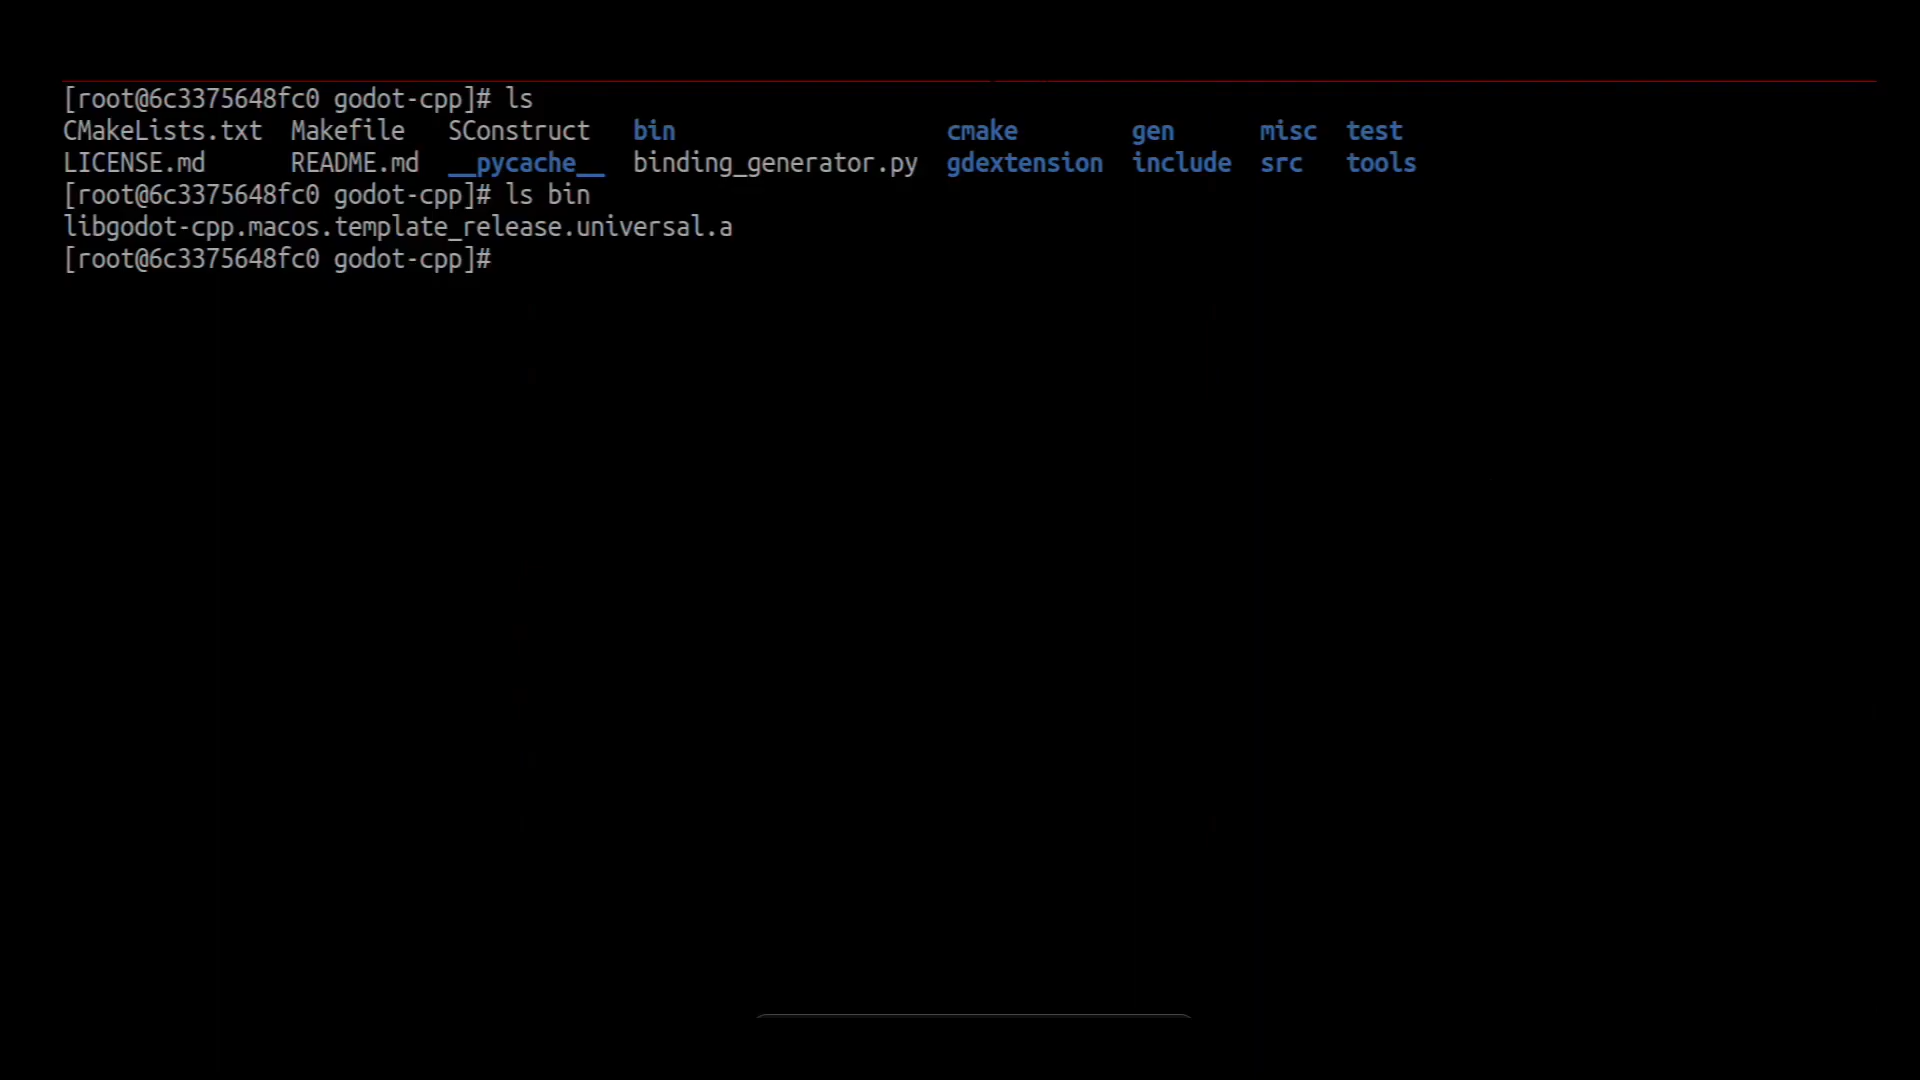 [root@6c3375648fc0 godot-cpp]# ls
CMakeLists.txt  Makefile   SConstruct   bin                   cmake        gen      misc  test
LICENSE.md      README.md  __pycache__  binding_generator.py  gdextension  include  src   tools
[root@6c3375648fc0 godot-cpp]# ls bin
libgodot-cpp.macos.template_release.universal.a
[root@6c3375648fc0 godot-cpp]#